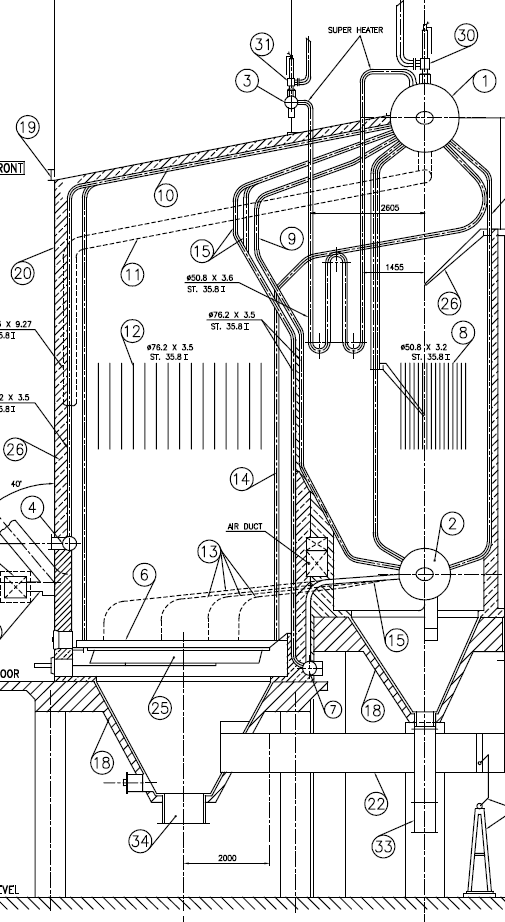 30
31
SUPER HEATER
3
1
19
RONT
10
2605
20
11
15
9
1455
26
Ø50.8 X 3.6
ST. 35.8 I
Ø76.2 X 3.5
ST. 35.8 I
X 9.27
5.8 I
12
Ø76.2 X 3.5
ST. 35.8 I
Ø50.8 X 3.2
ST. 35.8 I
8
2 X 3.5
5.8 I
26
14
40°
4
AIR DUCT
2
13
6
15
OOR
25
7
18
18
22
34
33
2000
EVEL